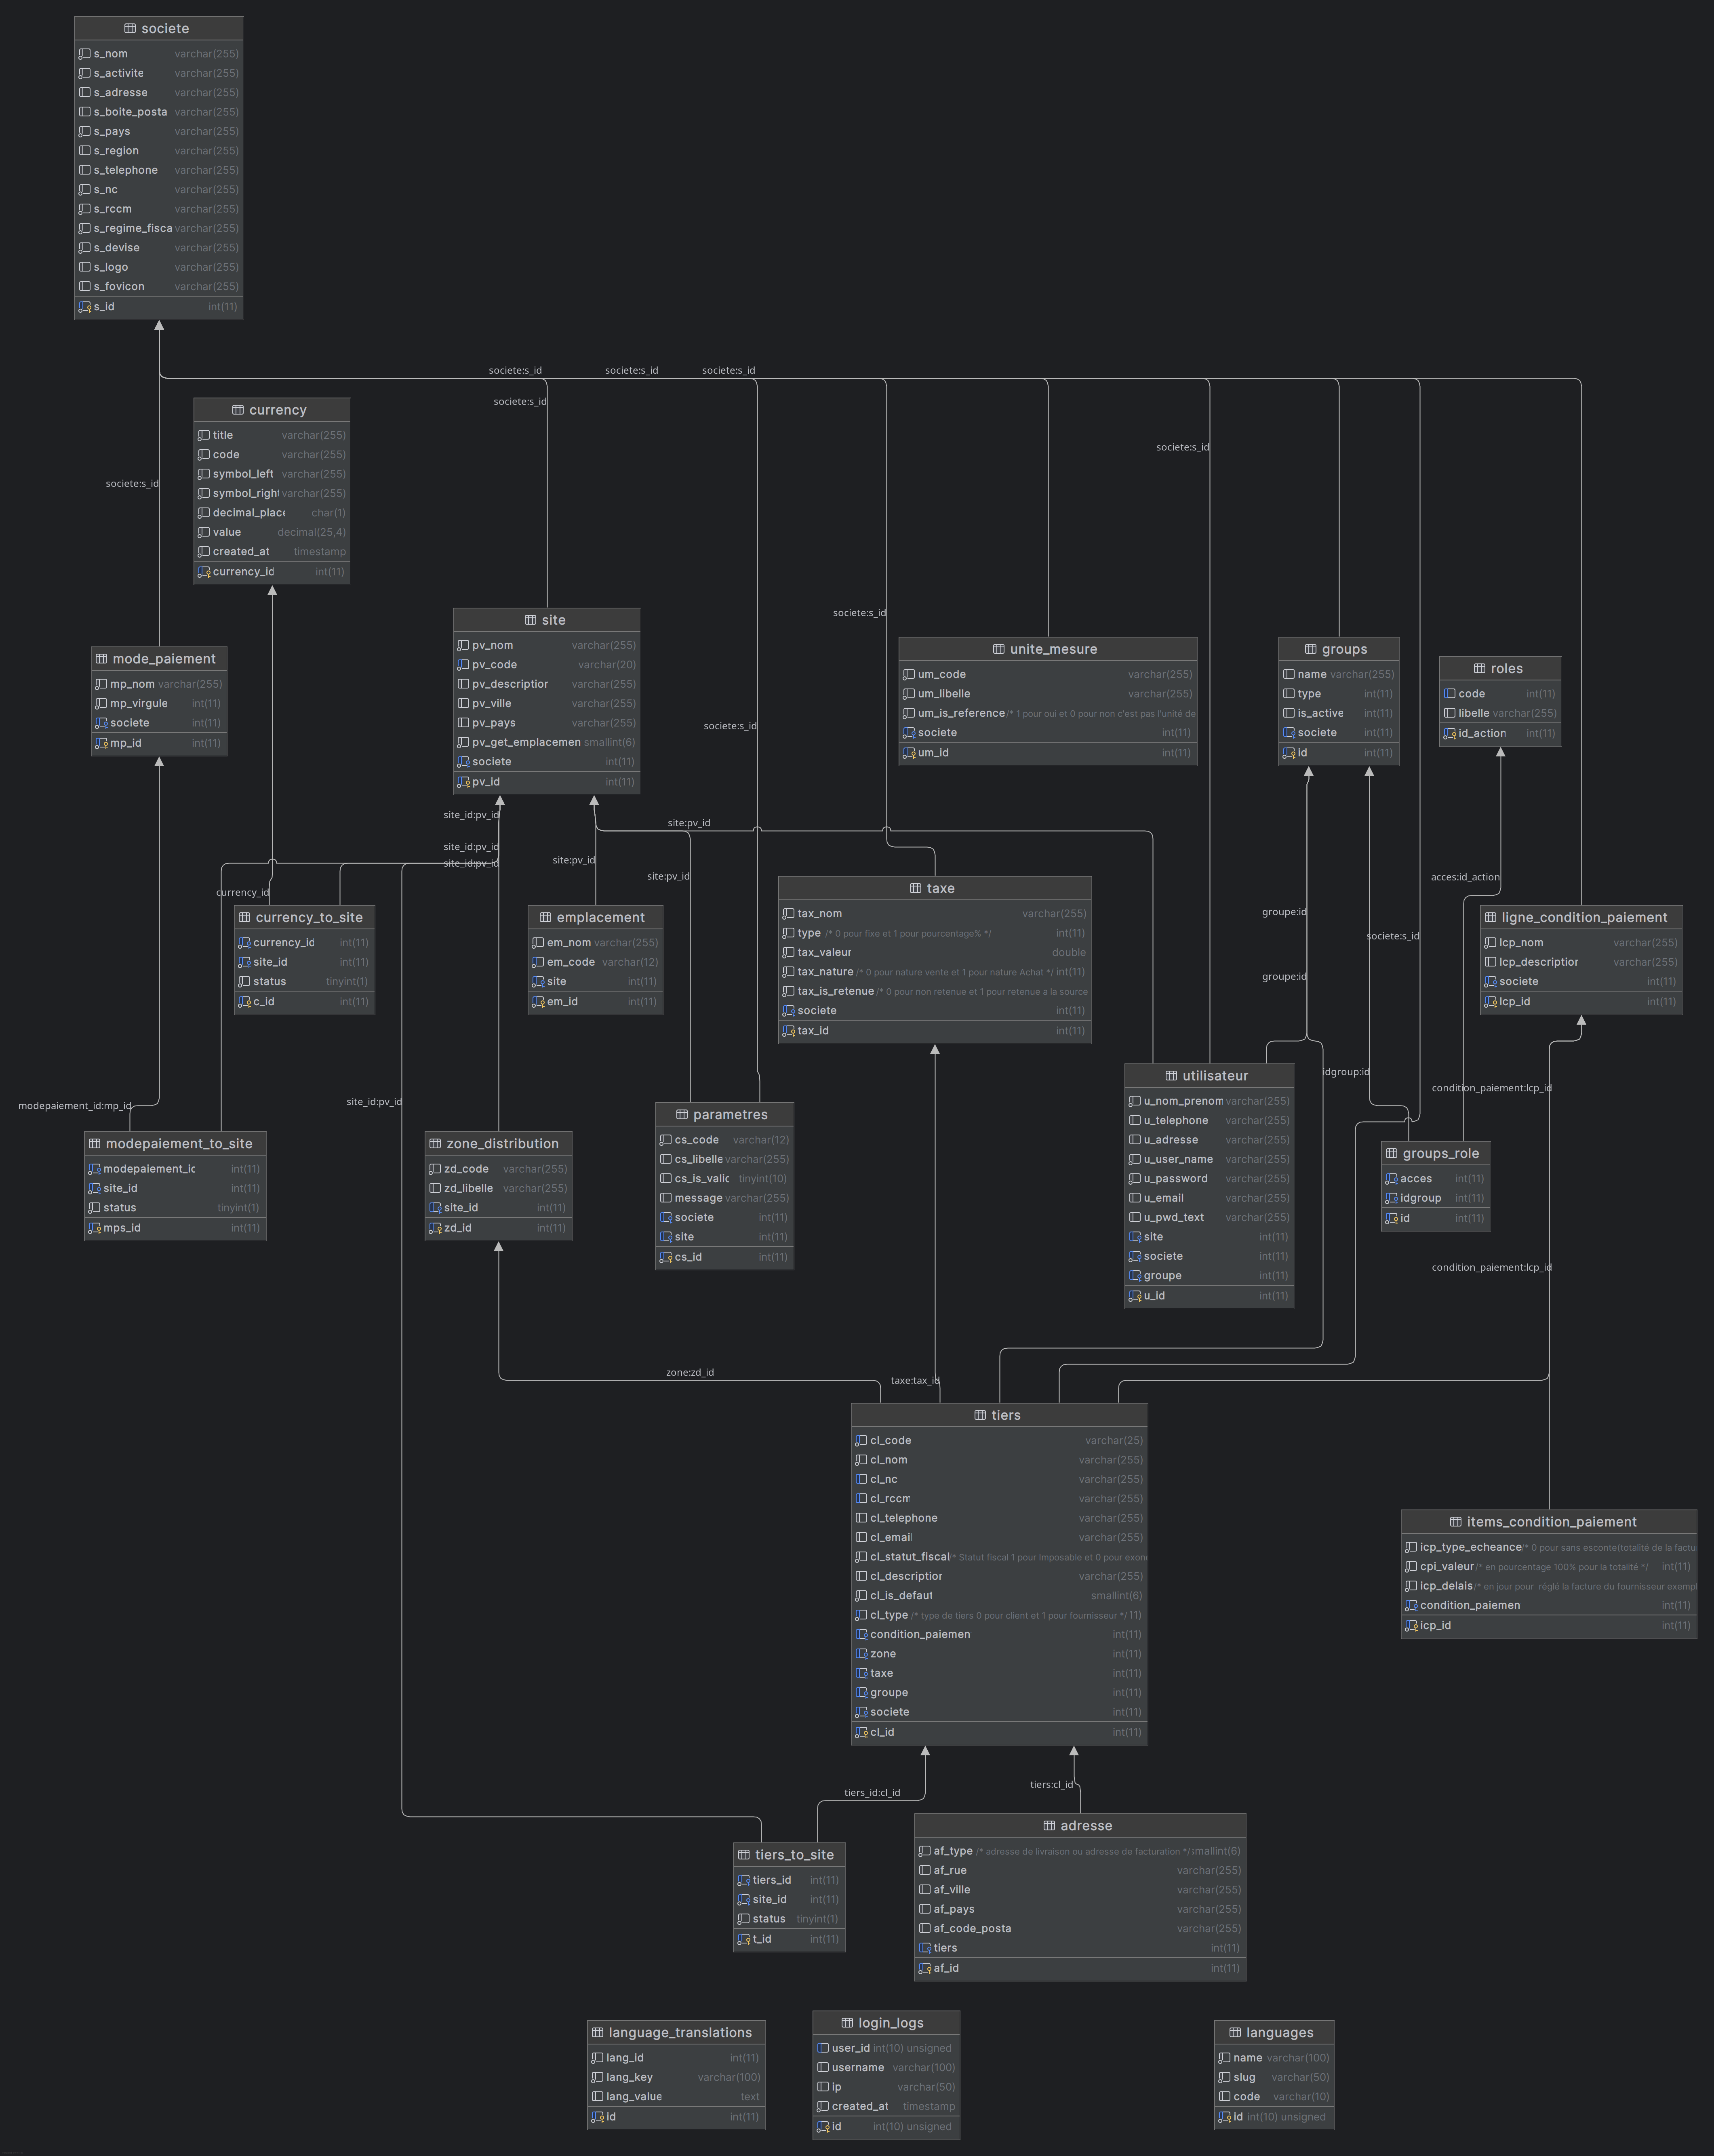 societe
s_nom varchar(255)
s_activite varchar(255)
s_adresse varchar(255)
s_boite_posta varchar(255)
s_pays varchar(255)
s_region varchar(255)
s_telephone varchar(255)
s_nc varchar(255)
s_rccm varchar(255)
s_regime_fisca varchar(255)
s_devise varchar(255)
s_logo varchar(255)
s_fovicon varchar(255)
s_id int(11)
societe:s_id societe:s_id societe:s_id
societe:s_id
societe:s_id
societe:s_id
societe:s_id
societe:s_id
currency
title varchar(255)
code varchar(255)
symbol_left varchar(255)
symbol_right varchar(255)
decimal_place char(1)
value decimal(25,4)
created_at timestamp
currency_id int(11)
mode_paiement
mp_nom varchar(255)
mp_virgule int(11)
societe int(11)
mp_id int(11)
site
pv_nom varchar(255)
pv_code varchar(20)
pv_description varchar(255)
pv_ville varchar(255)
pv_pays varchar(255)
pv_get_emplacemen smallint(6)
societe int(11)
pv_id int(11)
unite_mesure
um_code varchar(255)
um_libelle varchar(255)
um_is_reference /* 1 pour oui et 0 pour non c'est pas l'unité de
societe int(11)
um_id int(11)
groups
name varchar(255)
type int(11)
is_active int(11)
societe int(11)
id int(11)
roles
code int(11)
libelle varchar(255)
id_action int(11)
site_id:pv_id
site_id:pv_id
site_id:pv_id
site:pv_id
site:pv_id
site:pv_id
currency_id
acces:id_action
groupe:id
groupe:id
societe:s_id
currency_to_site
currency_id int(11)
site_id int(11)
status tinyint(1)
c_id int(11)
emplacement
em_nom varchar(255)
em_code varchar(12)
site int(11)
em_id int(11)
taxe
tax_nom varchar(255)
type /* 0 pour fixe et 1 pour pourcentage% */ int(11)
tax_valeur double
tax_nature /* 0 pour nature vente et 1 pour nature Achat */ int(11)
tax_is_retenue /* 0 pour non retenue et 1 pour retenue a la source
societe int(11)
tax_id int(11)
ligne_condition_paiement
lcp_nom varchar(255)
lcp_description varchar(255)
societe int(11)
lcp_id int(11)
modepaiement_id:mp_id
site_id:pv_id
idgroup:id
condition_paiement:lcp_id
modepaiement_to_site
modepaiement_id int(11)
site_id int(11)
status tinyint(1)
mps_id int(11)
zone_distribution
zd_code varchar(255)
zd_libelle varchar(255)
site_id int(11)
zd_id int(11)
parametres
cs_code varchar(12)
cs_libelle varchar(255)
cs_is_valid tinyint(10)
message varchar(255)
societe int(11)
site int(11)
cs_id int(11)
utilisateur
u_nom_prenom varchar(255)
u_telephone varchar(255)
u_adresse varchar(255)
u_user_name varchar(255)
u_password varchar(255)
u_email varchar(255)
u_pwd_text varchar(255)
site int(11)
societe int(11)
groupe int(11)
u_id int(11)
groups_role
acces int(11)
idgroup int(11)
id int(11)
condition_paiement:lcp_id
zone:zd_id
taxe:tax_id
tiers
cl_code varchar(25)
cl_nom varchar(255)
cl_nc varchar(255)
cl_rccm varchar(255)
cl_telephone varchar(255)
cl_email varchar(255)
cl_statut_fiscal /* Statut fiscal 1 pour Imposable et 0 pour exon
cl_description varchar(255)
cl_is_defaut smallint(6)
cl_type /* type de tiers 0 pour client et 1 pour fournisseur */ 11)
condition_paiemen int(11)
zone int(11)
taxe int(11)
groupe int(11)
societe int(11)
cl_id int(11)
items_condition_paiement
icp_type_echeance /* 0 pour sans esconte(totalité de la factu
cpi_valeur /* en pourcentage 100% pour la totalité */ int(11)
icp_delais /* en jour pour réglé la facture du fournisseur exemp
condition_paiemen int(11)
icp_id int(11)
tiers_id:cl_id
tiers:cl_id
tiers_to_site
tiers_id int(11)
site_id int(11)
status tinyint(1)
t_id int(11)
adresse
af_type /* adresse de livraison ou adresse de facturation */ smallint(6)
af_rue varchar(255)
af_ville varchar(255)
af_pays varchar(255)
af_code_posta varchar(255)
tiers int(11)
af_id int(11)
language_translations
lang_id int(11)
lang_key varchar(100)
lang_value text
id int(11)
login_logs
user_id int(10) unsigned
username varchar(100)
ip varchar(50)
created_at timestamp
id int(10) unsigned
languages
name varchar(100)
slug varchar(50)
code varchar(10)
id int(10) unsigned